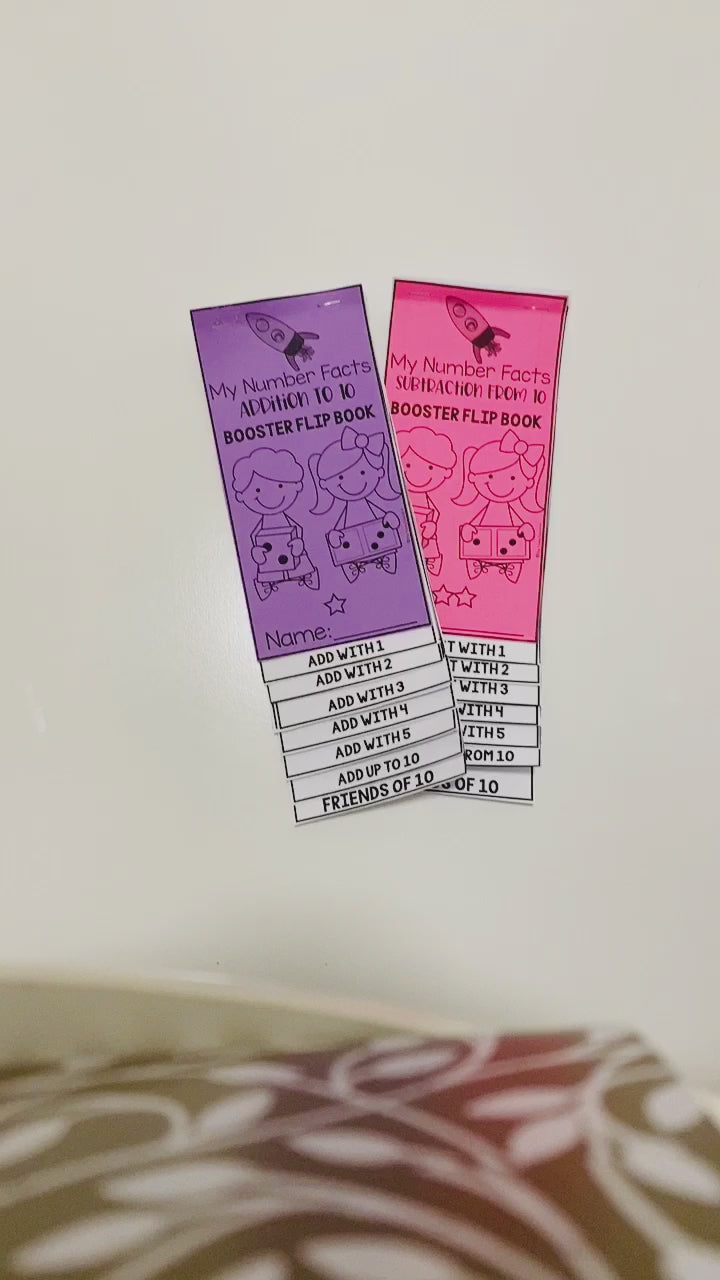 My Number Facts
ADDITION TO 10
BOOSTER FLIP BOOK
Name:
ADD WITH 1
ADD WITH 2
ADD WITH 3
ADD WITH 4
ADD WITH 5
ADD UP TO 10
FRIENDS OF 10
My Number Facts
SUBTRACTION FROM 10
BOOSTER FLIP BOOK
T WITH 1
T WITH 2
WITH 3
WITH 4
WITH 5
ROM 10
OF 10